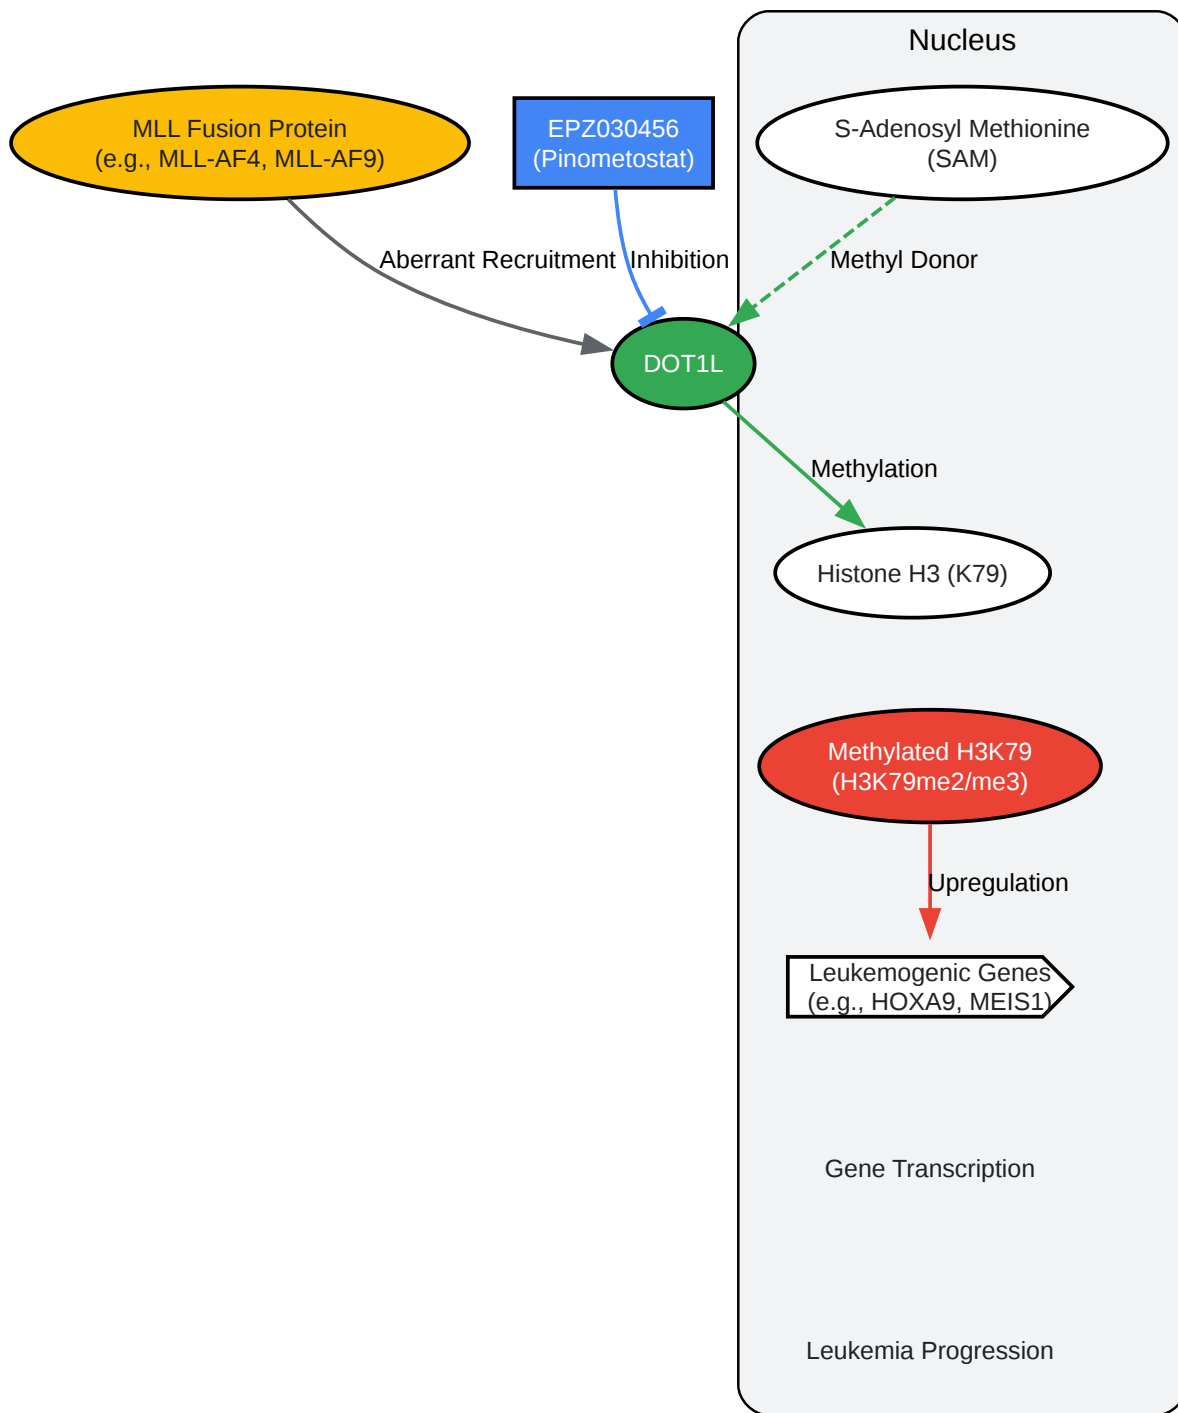 Nucleus
MLL Fusion Protein
(e.g., MLL-AF4, MLL-AF9)
EPZ030456
(Pinometostat)
S-Adenosyl Methionine
(SAM)
Aberrant Recruitment
Inhibition
Methyl Donor
DOT1L
Methylation
Histone H3 (K79)
Methylated H3K79
(H3K79me2/me3)
Upregulation
Leukemogenic Genes
(e.g., HOXA9, MEIS1)
Gene Transcription
Leukemia Progression